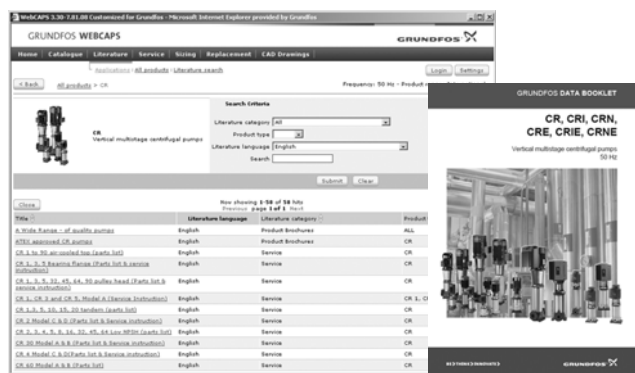 WebCAPS 3.30-7.01.08 Customized for Grundfos - Microsoft Internet Explorer provided by Grundfos
GRUNDFOS WEBCAPS
GRUNDFOS
Home Catalogue Literature Service Sizing Replacement CAD Drawings
Applications All products Literature search
Login Settings
< Back All products > CR
Frequency: 50 Hz - Product
CR
Vertical multistage centrifugal pumps
Search Criteria
Literature category All
Product type
Literature language English
Search
Submit Clear
Close
Now showing 1-58 of 58 hits
Previous page 1 of 1 Next
Title Literature language Literature category Product
A Wide Range - of quality pumps English Product Brochures ALL
ATEX approved CR pumps English Product Brochures CR
CR 1 to 90 air-cooled top (parts list) English Service CR
CR 1, 3, 5 Bearing flange (Parts list & service
instruction) English Service CR
CR 1, 3, 5, 32, 45, 64, 90 pulley head (Parts list &
service instruction) English Service CR
CR 1, CR 3 and CR 5, Model A (Service Instruction) English Service CR 1, C
CR 1,3, 5, 10, 15, 20 tandem (parts list) English Service CR
CR 2 Model C & D (Parts list & Service instruction) English Service CR
CR 2, 3, 4, 5, 8, 16, 32, 45, 64 Low NPSH (parts list) English Service CR
CR 30 Model A & B (Parts list & Service instruction) English Service CR
CR 4 Model C & D(Parts list & Service instruction) English Service CR
CR 60 Model A & B (Parts list) English Service CR
GRUNDFOS DATA BOOKLET
CR, CRI, CRN,
CRE, CRIE, CRNE
Vertical multistage centrifugal pumps
50 Hz
GRUNDFOS